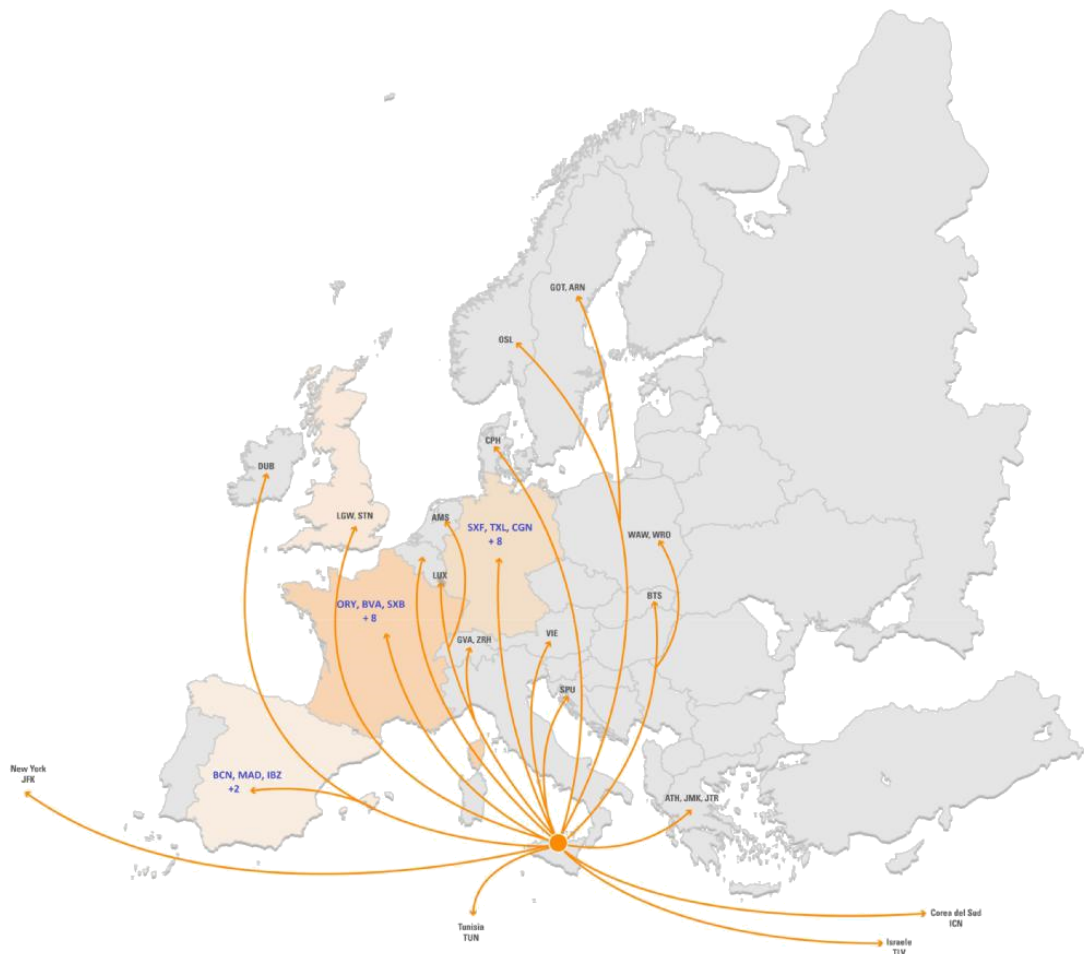 GOT, ARN
OSL
CPH
DUB
LGW, STN
AMS
SXF, TXL, CGN
+ 8
WAW, WRO
LUX
BTS
ORY, BVA, SXB
+ 8
GVA, ZRH
VIE
SPU
New York
JFK
BCN, MAD, IBZ
+2
ATH, JMK, JTR
Tunisia
TUN
Corea del Sud
ICN
Israele
TLV